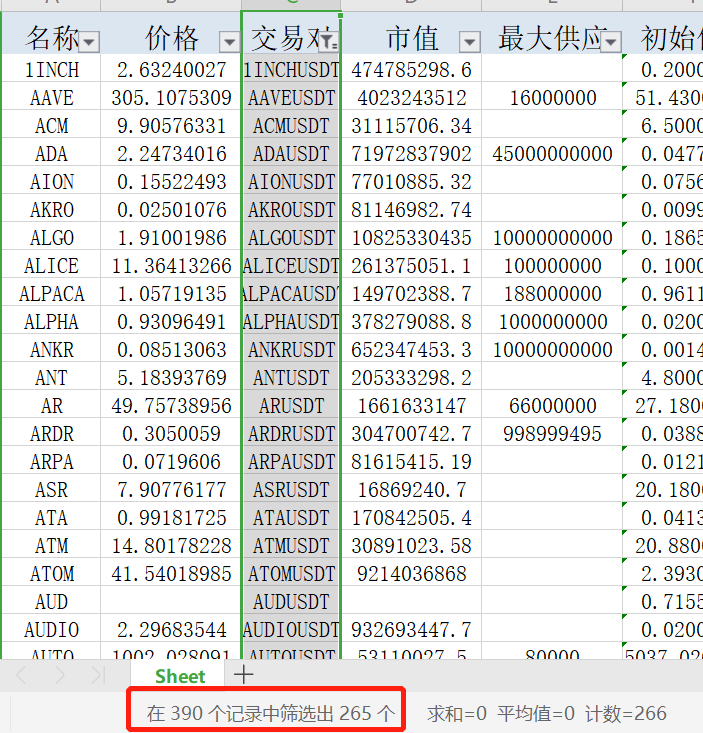 名称 价格 交易对 市值 最大供应 初始
1INCH 2.63240027 1INCHUSDT 474785298.6 0.2000
AAVE 305.1075309 AAVEUSDT 4023243512 16000000 51.4300
ACM 9.90576331 ACMUSDT 31115706.34 6.5000
ADA 2.24734016 ADAUSDT 71972837902 45000000000 0.0477
AION 0.15522493 AIONUSDT 77010885.32 0.0756
AKRO 0.02501076 AKROUSDT 81146982.74 0.0099
ALGO 1.91001986 ALGOUSDT 10825330435 10000000000 0.1865
ALICE 11.36413266 ALICEUSDT 261375051.1 100000000 0.1000
ALPACA 1.05719135 ALPACAUSD 149702388.7 188000000 0.9611
ALPHA 0.93096491 ALPHAUSDT 378279088.8 1000000000 0.0200
ANKR 0.08513063 ANKRUSDT 652347453.3 10000000000 0.0014
ANT 5.18393769 ANTUSDT 205333298.2 4.8000
AR 49.75738956 ARUSDT 1661633147 66000000 27.1800
ARDR 0.3050059 ARDRUSDT 304700742.7 998999495 0.0388
ARPA 0.0719606 ARPAUSDT 81615415.19 0.0121
ASR 7.90776177 ASRUSDT 16869240.7 20.1800
ATA 0.99181725 ATAUSDT 170842505.4 0.0413
ATM 14.80178228 ATMUSDT 30891023.58 20.8800
ATOM 41.54018985 ATOMUSDT 9214036868 2.3930
AUD AUDUSDT 0.7155
AUDIO 2.29683544 AUDIOUSDT 932693447.7 0.0200
AUTO 1002.028091 AUTOUSDT 53110027.5 80000
Sheet
在 390 个记录中筛选出 265 个 求和=0 平均值=0 计数=266